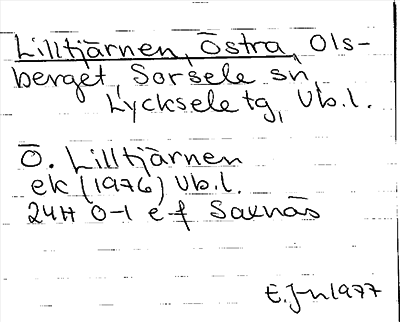 Lilltjärnen, Östra, Ols-
berget, Sorsele sn,
Lycksele tg, Vb.l.
Ö. Lilltjärnen
ek (1976) Vb.l.
24H 0-1 e-f Saxnäs
E.J-n 1977